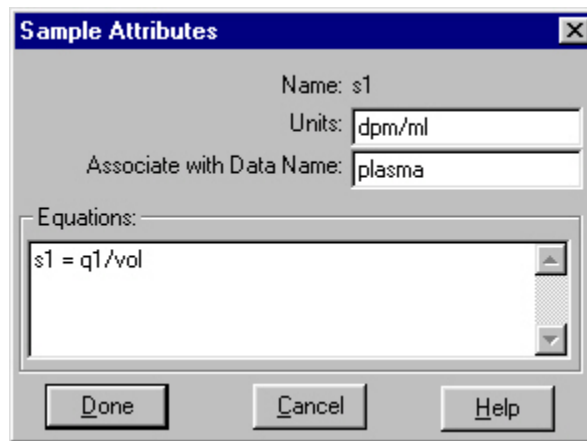 Sample Attributes
Name: s1
Units: dpm/ml
Associate with Data Name: plasma
Equations:
s1 = q1/vol
Done Cancel Help